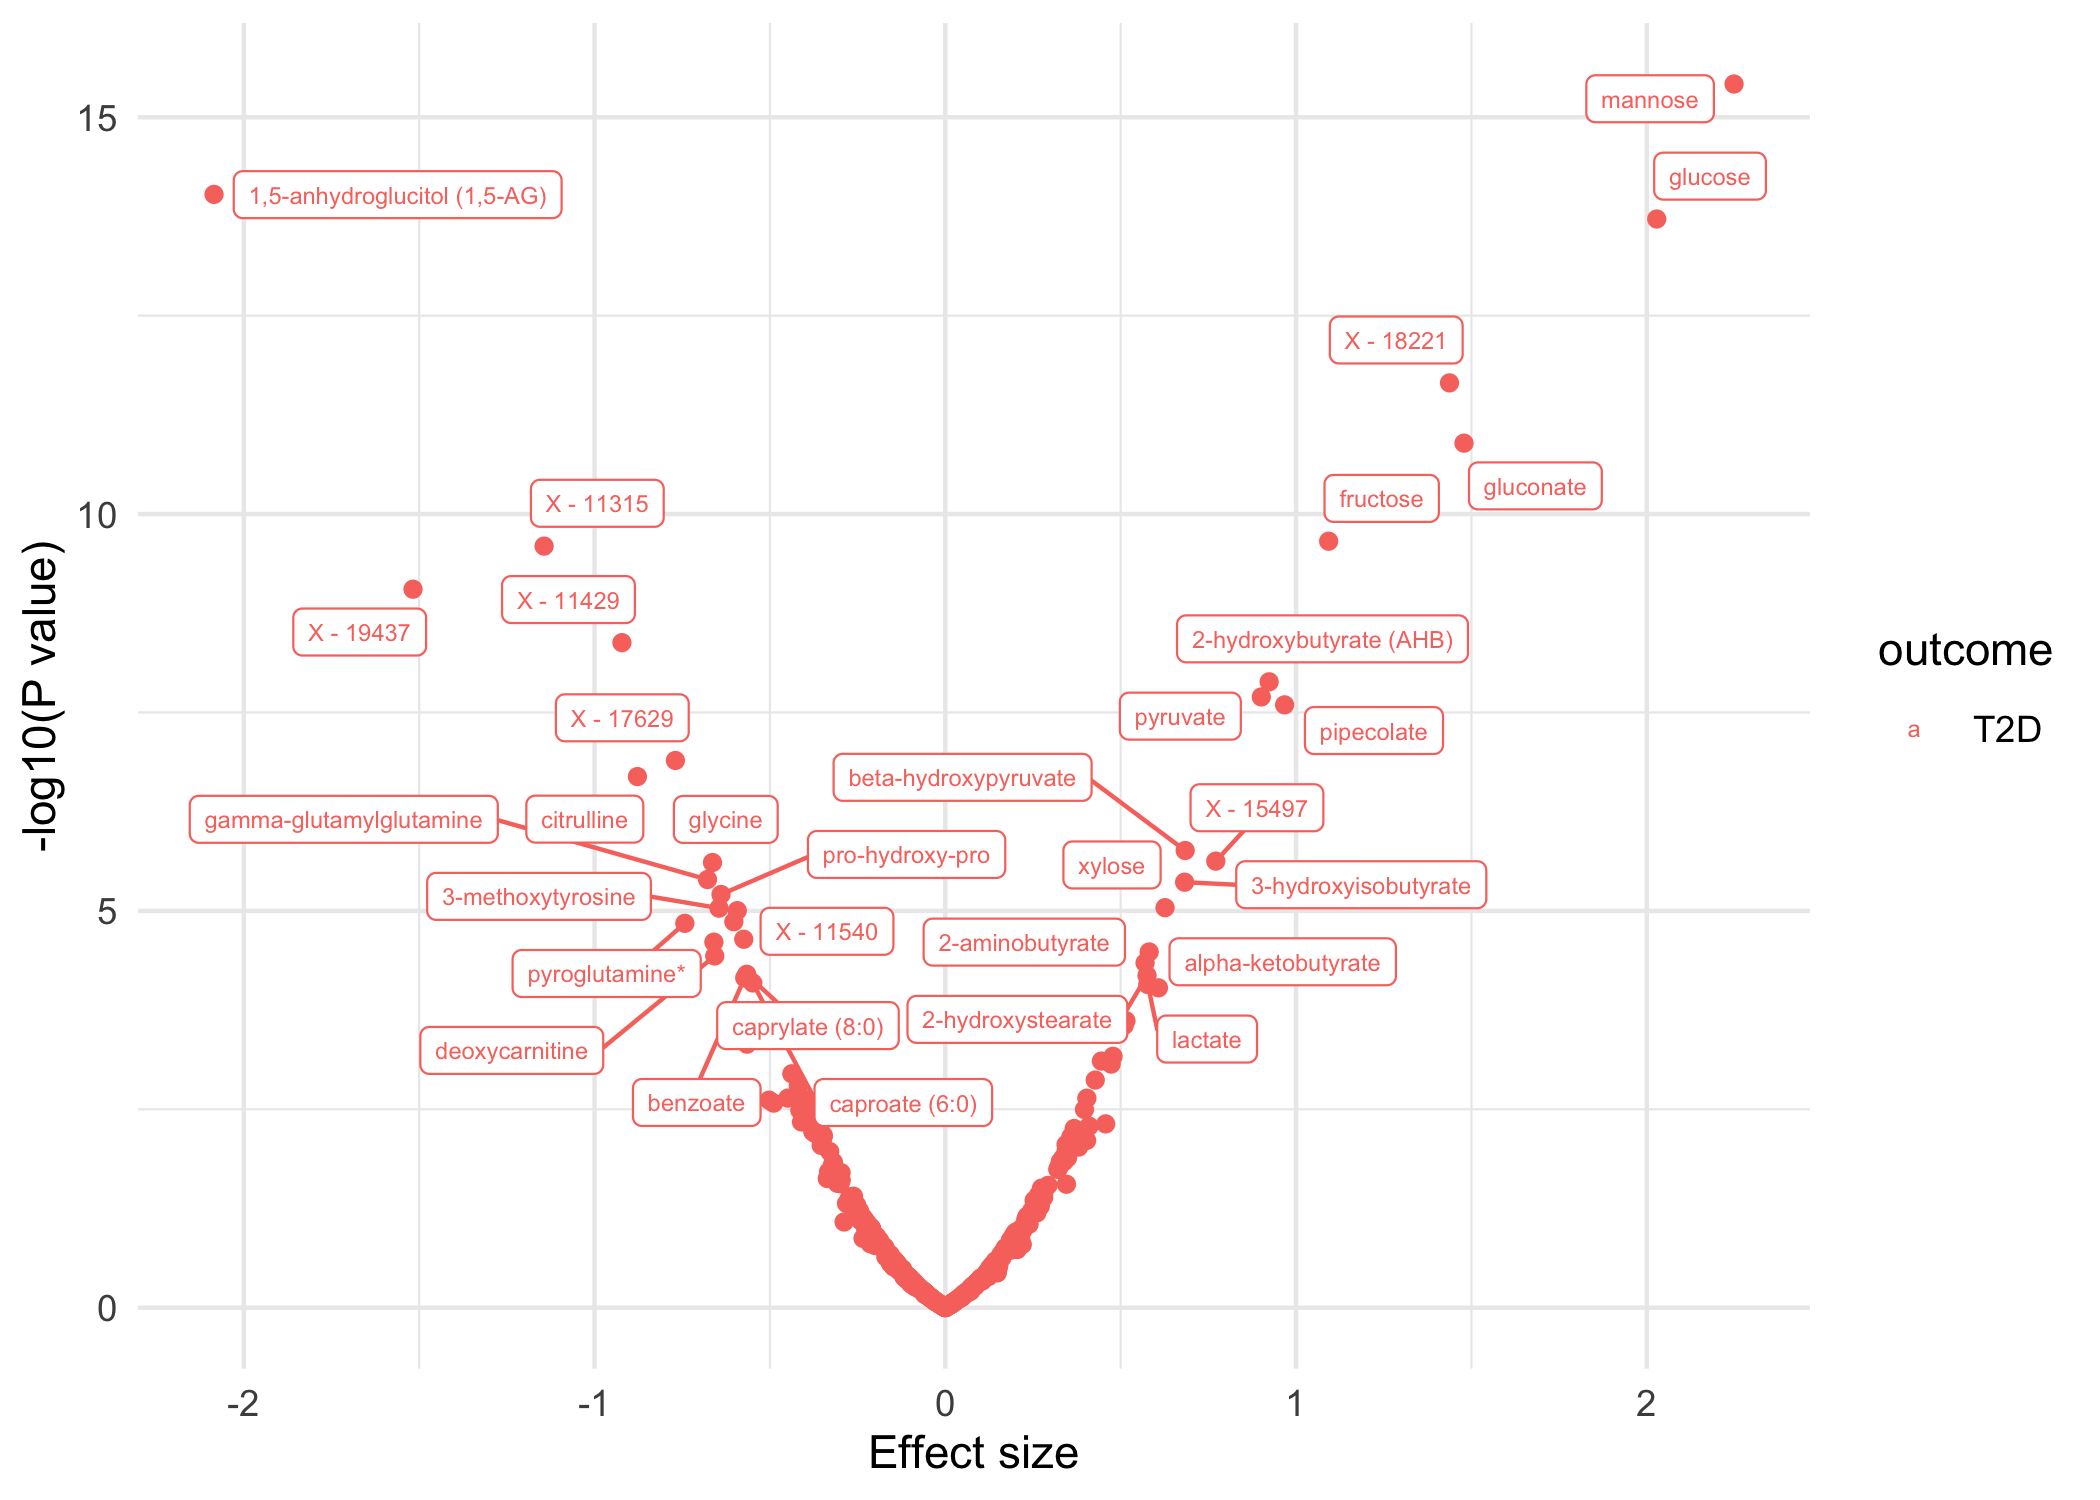 mannose
15
glucose
1,5-anhydroglucitol (1,5-AG)
X - 18221
gluconate
fructose
X - 11315
10
X - 11429
X - 19437
2-hydroxybutyrate (AHB)
outcome
X - 17629
pyruvate
pipecolate
a T2D
-log10(P value)
beta-hydroxypyruvate
X - 15497
gamma-glutamylglutamine
citrulline
glycine
pro-hydroxy-pro
xylose
3-hydroxyisobutyrate
3-methoxytyrosine
5
X - 11540
2-aminobutyrate
alpha-ketobutyrate
pyroglutamine*
caprylate (8:0)
2-hydroxystearate
lactate
deoxycarnitine
benzoate
caproate (6:0)
0
-2 -1 0 1 2
Effect size